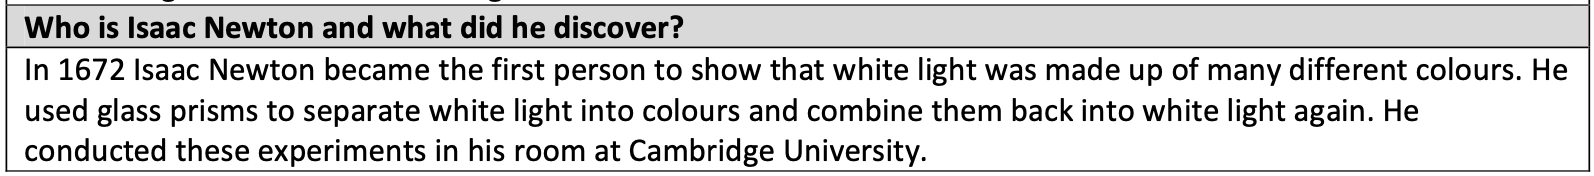 Who is Isaac Newton and what did he discover?
In 1672 Isaac Newton became the first person to show that white light was made up of many different colours. He
used glass prisms to separate white light into colours and combine them back into white light again. He
conducted these experiments in his room at Cambridge University.